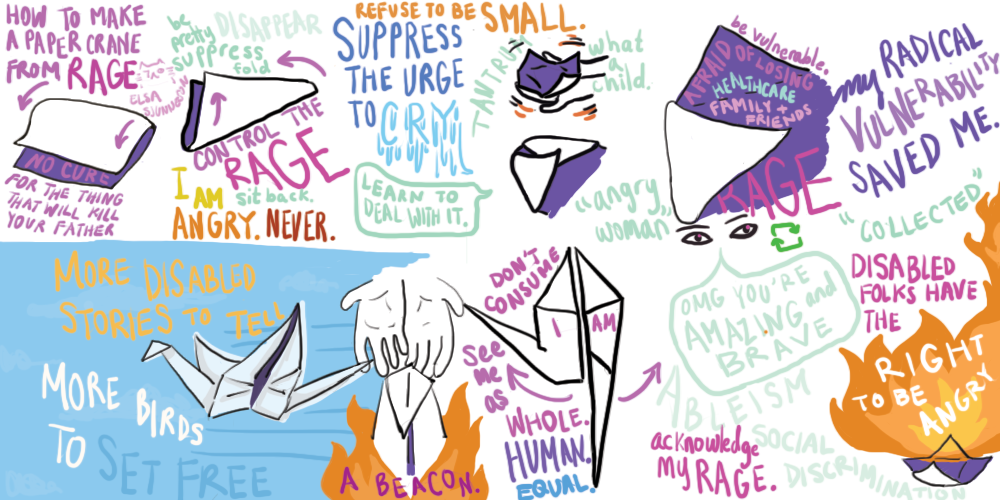 HOW TO MAKE
A PAPER CRANE
FROM RAGE
ELSA
NO CURE
FOR THE THING
THAT WILL KILL
YOUR FATHER
be
pretty
DISAPPEAR
suppress
fold
CONTROL THE
RAGE
I AM
sit back.
ANGRY. NEVER.
REFUSE TO BE SMALL.
SUPPRESS
THE URGE
TO CRY
LEARN TO
DEAL WITH IT.
TANTRUM
what
a
child.
"angry
woman"
be vulnerable.
AFRAID OF LOSING
HEALTHCARE
FAMILY +
FRIENDS
RAGE
my RADICAL
VULNERABILITY
SAVED ME.
"COLLECTED"
OMG YOU'RE
AMAZING and
BRAVE
ABLEISM
SOCIAL
DISCRIMINATION
DISABLED
FOLKS HAVE
THE
RIGHT
TO BE
ANGRY
acknowledge
MY RAGE.
DON'T
CONSUME
I AM
see
me
as
WHOLE.
HUMAN.
EQUAL.
A BEACON.
MORE DISABLED
STORIES TO TELL
MORE BIRDS
TO SET FREE